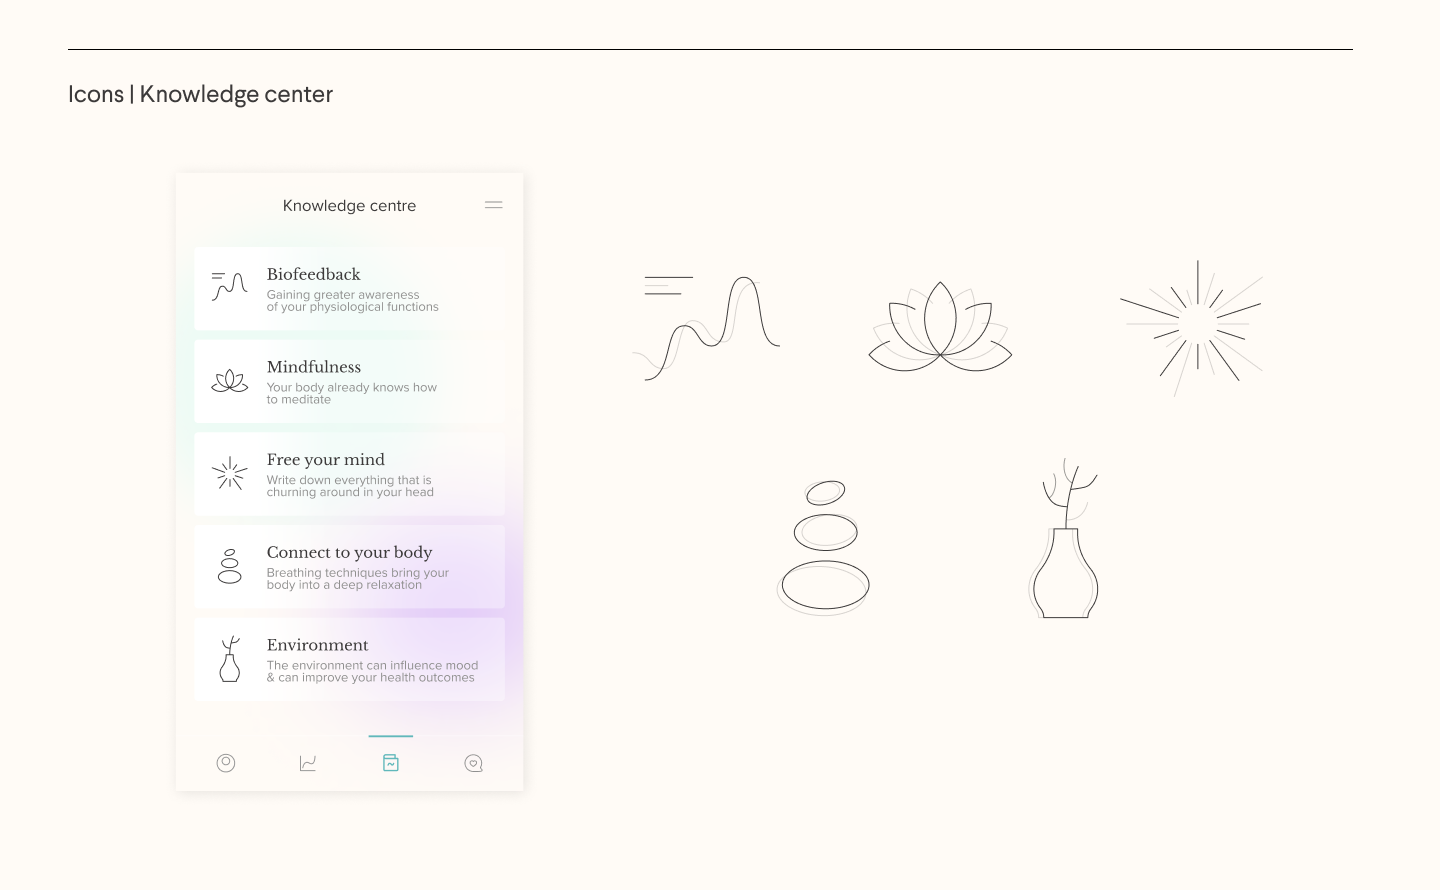 Icons | Knowledge center
Knowledge centre
Biofeedback
Gaining greater awareness
of your physiological functions
Mindfulness
Your body already knows how
to meditate
Free your mind
Write down everything that is
churning around in your head
Connect to your body
Breathing techniques bring your
body into a deep relaxation
Environment
The environment can influence mood
& can improve your health outcomes